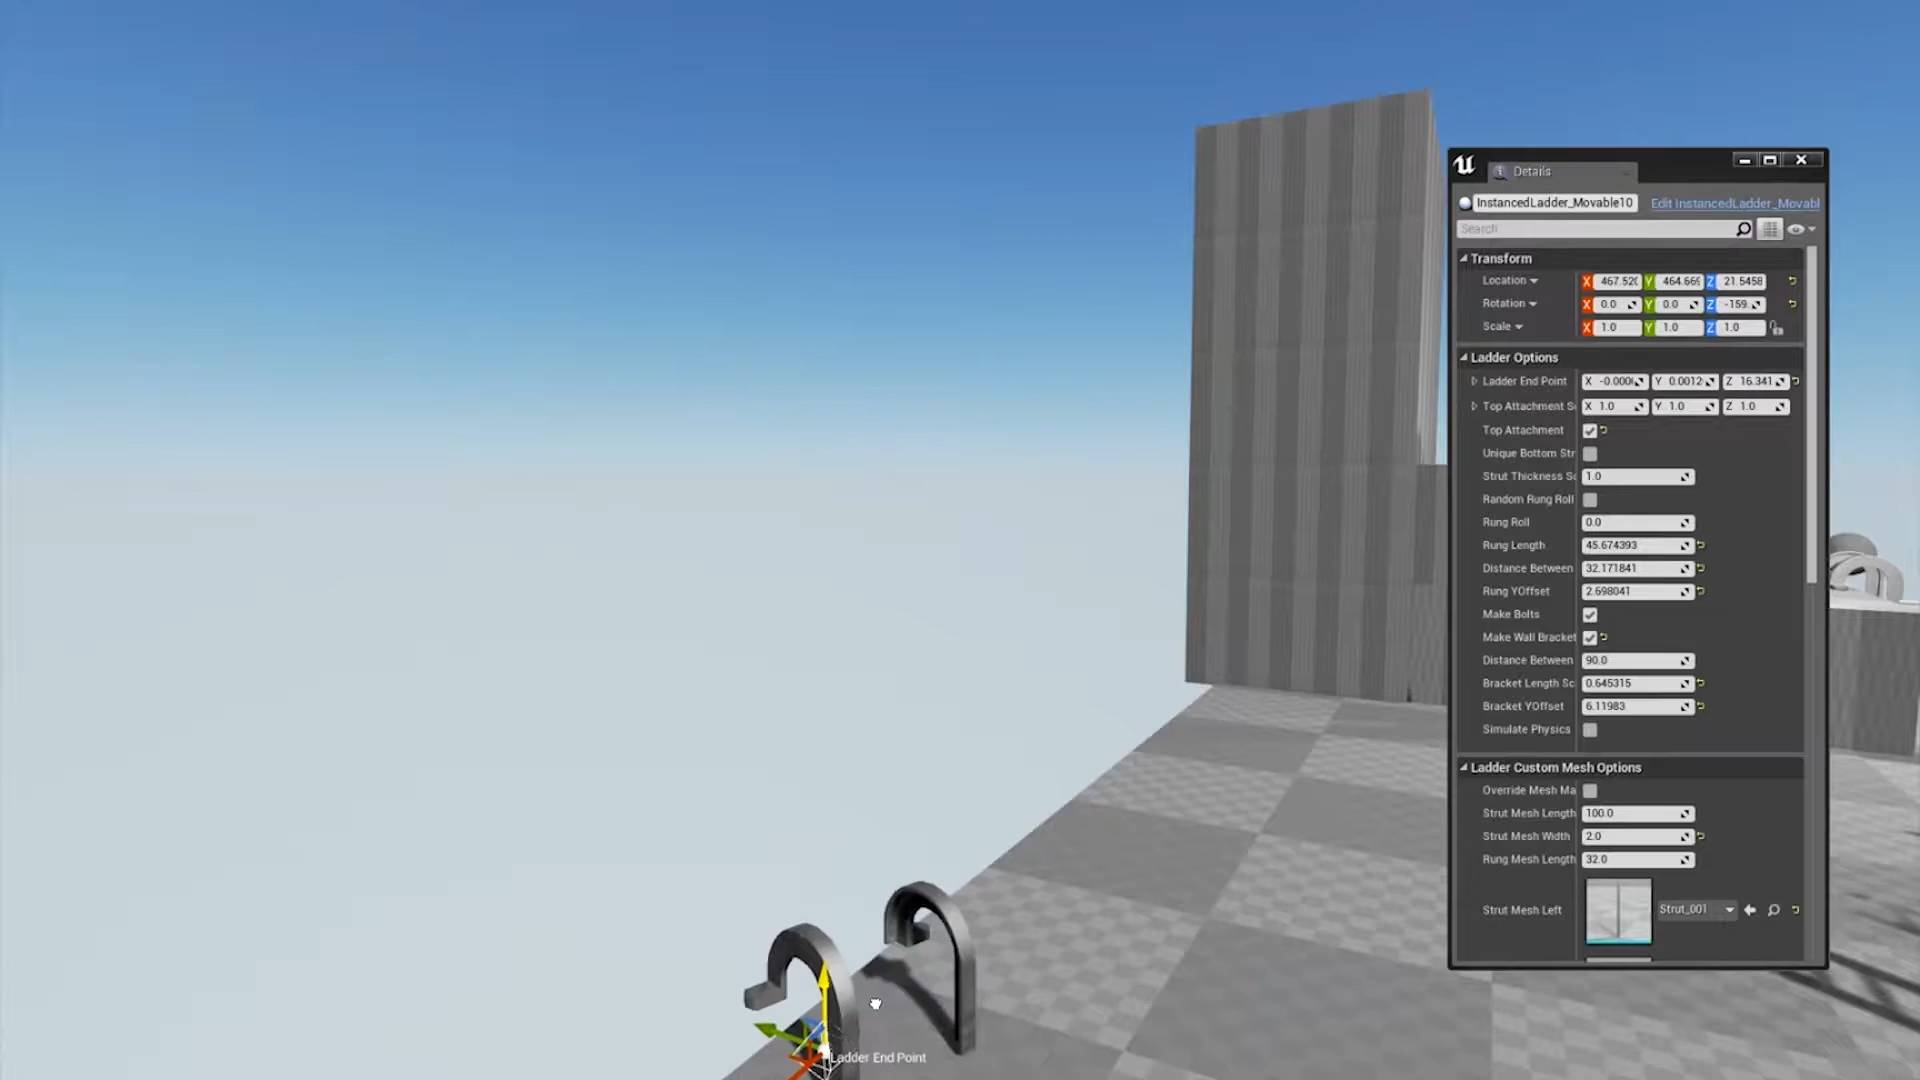 Details
InstancedLadder_Movable10 Edit InstancedLadder_Movabl
Search
Transform
Location X 467.520 Y 464.669 Z 21.5458
Rotation X 0.0 Y 0.0 Z -159.
Scale X 1.0 Y 1.0 Z 1.0
Ladder Options
Ladder End Point X -0.000 Y 0.0012 Z 16.341
Top Attachment S X 1.0 Y 1.0 Z 1.0
Top Attachment
Unique Bottom Str
Strut Thickness Sc 1.0
Random Rung Roll
Rung Roll 0.0
Rung Length 45.674393
Distance Between 32.171841
Rung YOffset 2.698041
Make Bolts
Make Wall Bracket
Distance Between 90.0
Bracket Length Sc 0.645315
Bracket YOffset 6.11983
Simulate Physics
Ladder Custom Mesh Options
Override Mesh Ma
Strut Mesh Length 100.0
Strut Mesh Width 2.0
Rung Mesh Length 32.0
Strut Mesh Left Strut_001
Ladder End Point